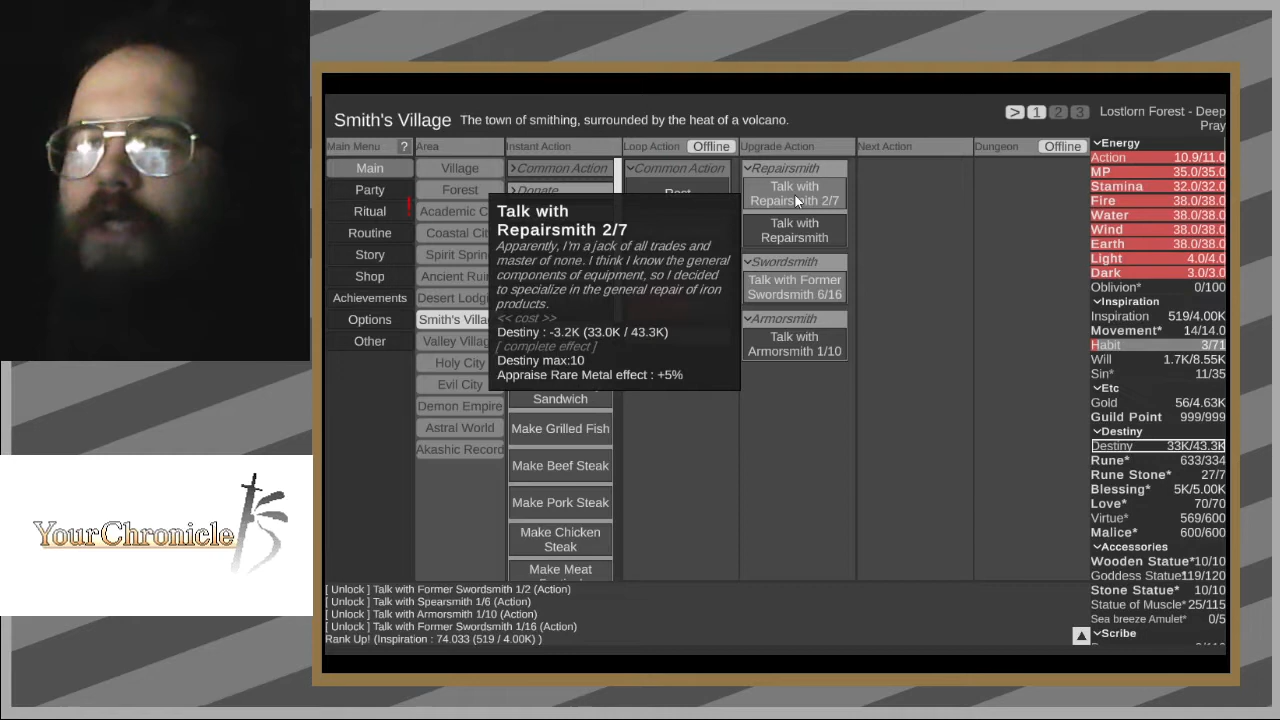 Smith's Village The town of smithing, surrounded by the heat of a volcano.
> 1 2 3
Lostlorn Forest - Deep
Pray
Main Menu ? Area Instant Action Loop Action Offline Upgrade Action Next Action Dungeon Offline
Main
Party
Ritual
Routine
Story
Shop
Achievements
Options
Other
Village
Forest
Academic C
Coastal City
Spirit Sprin
Ancient Ruin
Desert Lodgi
Smith's Villa
Valley Villag
Holy City
Evil City
Demon Empire
Astral World
Akashic Record
Common Action
Donate
Sandwich
Make Grilled Fish
Make Beef Steak
Make Pork Steak
Make Chicken
Steak
Make Meat
Common Action
Rest
Talk with
Repairsmith 2/7
Apparently, I'm a jack of all trades and
master of none. I think I know the general
components of equipment, so I decided
to specialize in the general repair of iron
products.
<< cost >>
Destiny : -3.2K (33.0K / 43.3K)
[ complete effect ]
Destiny max:10
Appraise Rare Metal effect : +5%
Repairsmith
Talk with
Repairsmith 2/7
Talk with
Repairsmith
Swordsmith
Talk with Former
Swordsmith 6/16
Armorsmith
Talk with
Armorsmith 1/10
Energy
Action 10.9/11.0
MP 35.0/35.0
Stamina 32.0/32.0
Fire 38.0/38.0
Water 38.0/38.0
Wind 38.0/38.0
Earth 38.0/38.0
Light 4.0/4.0
Dark 3.0/3.0
Oblivion* 0/100
Inspiration
Inspiration 519/4.00K
Movement* 14/14.0
Habit 3/71
Will 1.7K/8.55K
Sin* 11/35
Etc
Gold 56/4.63K
Guild Point 999/999
Destiny
Destiny 33K/43.3K
Rune* 633/334
Rune Stone* 27/7
Blessing* 5K/5.00K
Love* 70/70
Virtue* 569/600
Malice* 600/600
Accessories
Wooden Statue* 10/10
Goddess Statue 119/120
Stone Statue* 10/10
Statue of Muscle* 25/115
Sea breeze Amulet* 0/5
Scribe
[ Unlock ] Talk with Former Swordsmith 1/2 (Action)
[ Unlock ] Talk with Spearsmith 1/6 (Action)
[ Unlock ] Talk with Armorsmith 1/10 (Action)
[ Unlock ] Talk with Former Swordsmith 1/16 (Action)
Rank Up! (Inspiration : 74.033 (519 / 4.00K) )
YourChronicle